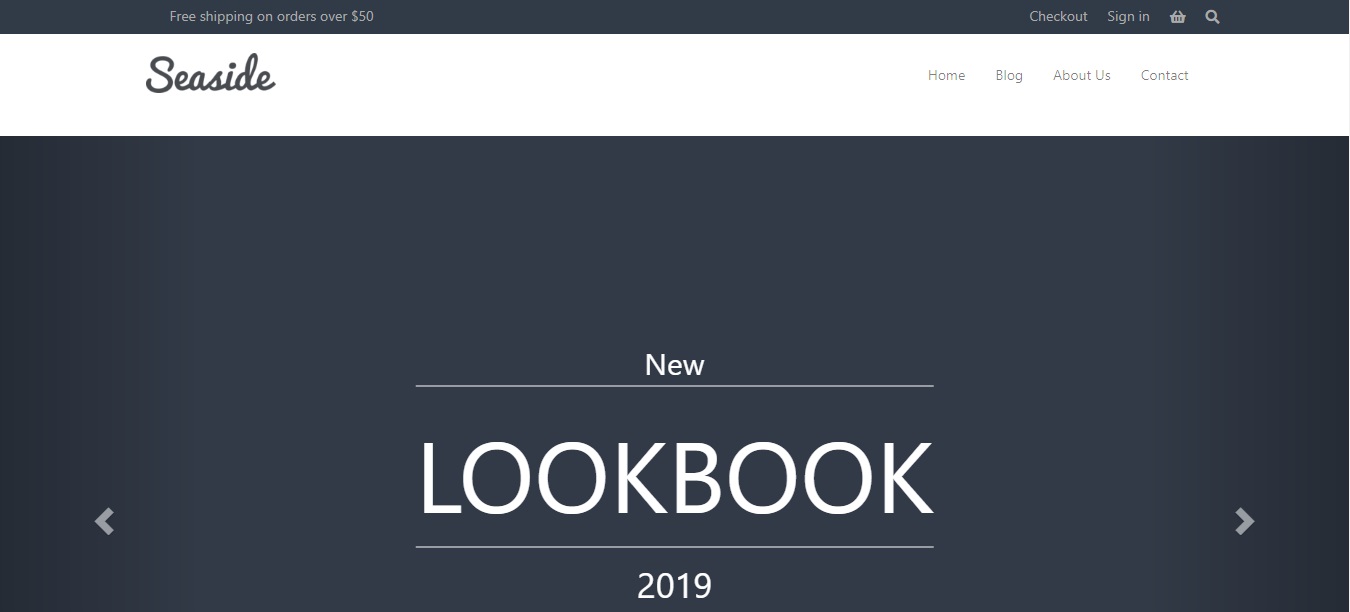 Free shipping on orders over $50 Checkout Sign in
Seaside Home Blog About Us Contact
New
LOOKBOOK
2019